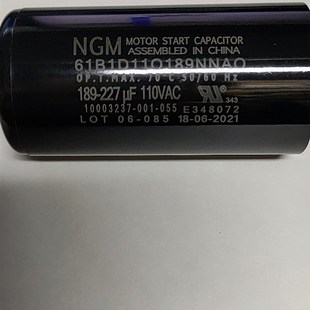 NGM MOTOR START CAPACITOR
ASSEMBLED IN CHINA
61B1D11O189NNAO
OP.T.MAX. 70°C 50/60 Hz
189-227 µF 110VAC
343
10003237-001-055 E348072
LOT 06-085 18-06-2021